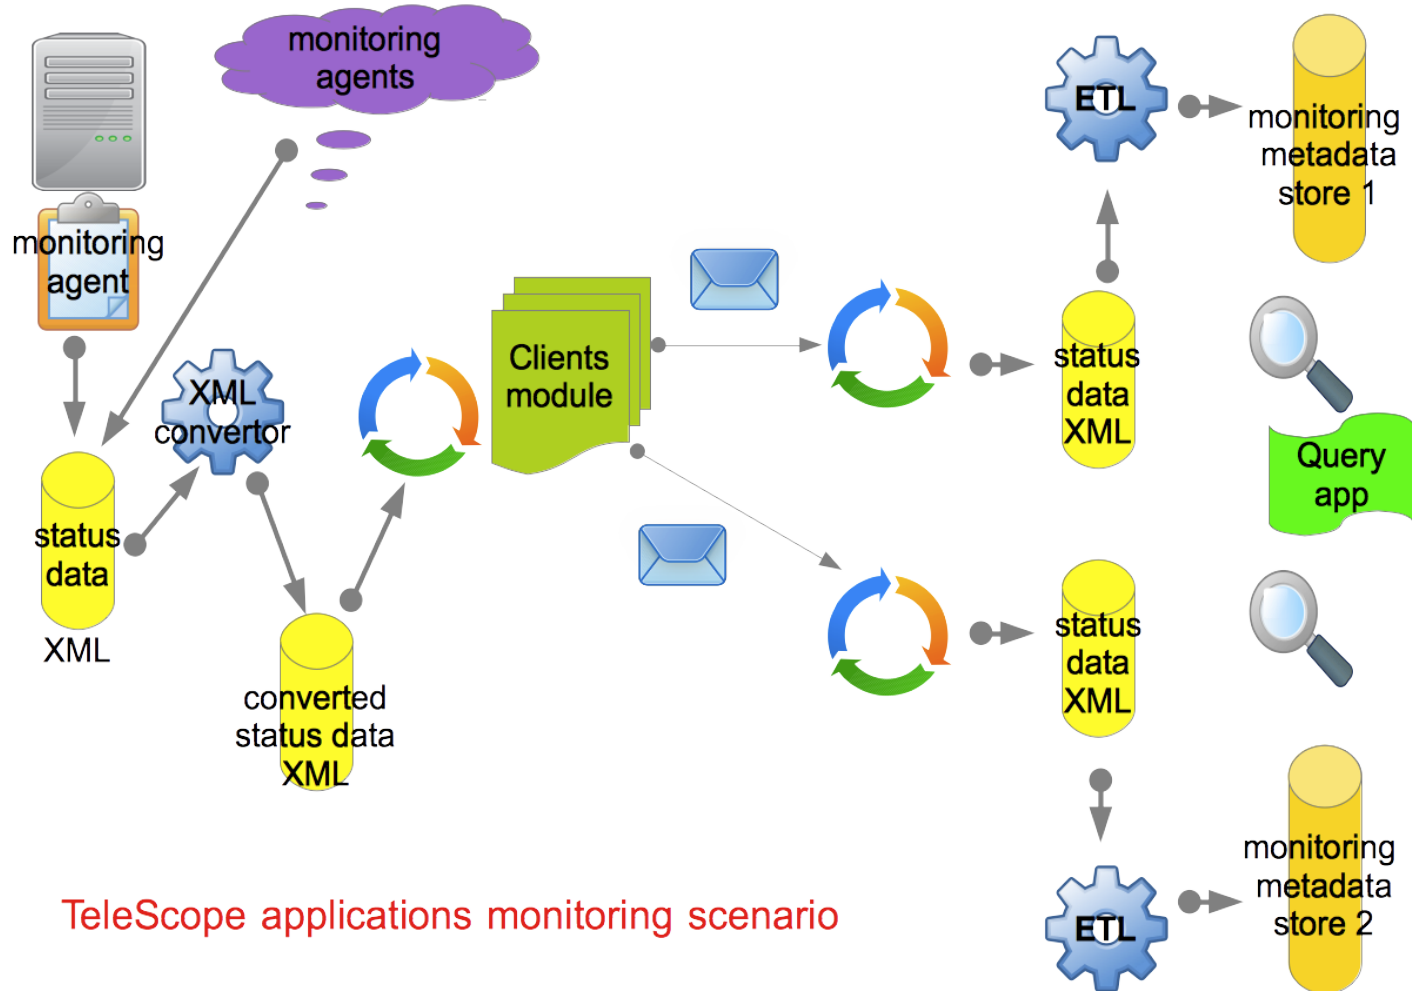 monitoring
agents
monitoring
agent
XML
convertor
status
data
XML
converted
status data
XML
Clients
module
ETL
monitoring
metadata
store 1
status
data
XML
Query
app
status
data
XML
ETL
monitoring
metadata
store 2
TeleScope applications monitoring scenario